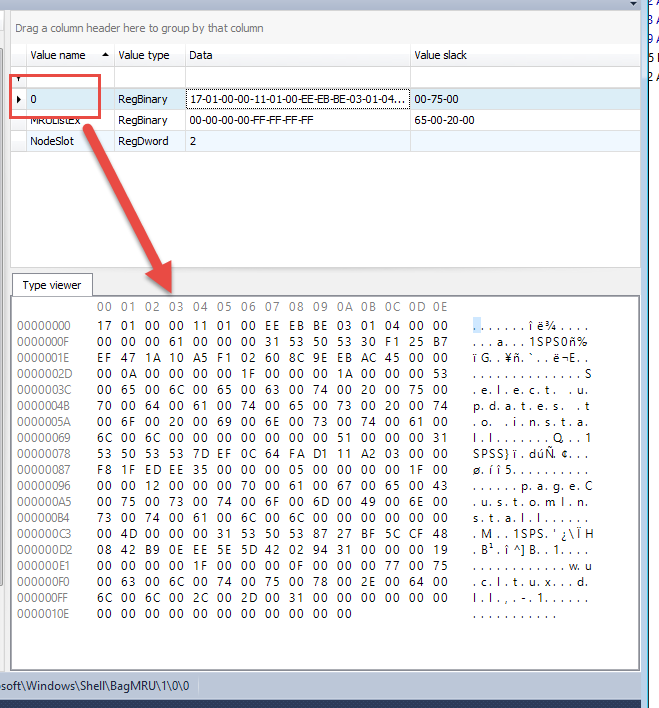 Drag a column header here to group by that column
Value name Value type Data Value slack
0 RegBinary 17-01-00-00-11-01-00-EE-EB-BE-03-01-04... 00-75-00
MRUListEx RegBinary 00-00-00-00-FF-FF-FF-FF 65-00-20-00
NodeSlot RegDword 2
Type viewer
00 01 02 03 04 05 06 07 08 09 0A 0B 0C 0D 0E
00000000 17 01 00 00 11 01 00 EE EB BE 03 01 04 00 00 .......îë¾....
0000000F 00 00 00 61 00 00 00 31 53 50 53 30 F1 25 B7 ...a...1SPS0ñ%
0000001E EF 47 1A 10 A5 F1 02 60 8C 9E EB AC 45 00 00 ïG..¥ñ.`..ë¬E..
0000002D 00 0A 00 00 00 00 1F 00 00 00 1A 00 00 00 53 ..............S
0000003C 00 65 00 6C 00 65 00 63 00 74 00 20 00 75 00 .e.l.e.c.t. .u.
0000004B 70 00 64 00 61 00 74 00 65 00 73 00 20 00 74 p.d.a.t.e.s. .t
0000005A 00 6F 00 20 00 69 00 6E 00 73 00 74 00 61 00 .o. .i.n.s.t.a.
00000069 6C 00 6C 00 00 00 00 00 00 00 51 00 00 00 31 l.l.......Q...1
00000078 53 50 53 53 7D EF 0C 64 FA D1 11 A2 03 00 00 SPSS}ï.dúÑ.¢...
00000087 F8 1F ED EE 35 00 00 00 05 00 00 00 00 1F 00 ø.íî5..........
00000096 00 00 12 00 00 00 70 00 61 00 67 00 65 00 43 ......p.a.g.e.C
000000A5 00 75 00 73 00 74 00 6F 00 6D 00 49 00 6E 00 .u.s.t.o.m.I.n.
000000B4 73 00 74 00 61 00 6C 00 6C 00 00 00 00 00 00 s.t.a.l.l......
000000C3 00 4D 00 00 00 31 53 50 53 87 27 BF 5C CF 48 .M...1SPS.'¿\ÏH
000000D2 08 42 B9 0E EE 5E 5D 42 02 94 31 00 00 00 19 .B¹.î^]B..1....
000000E1 00 00 00 00 1F 00 00 00 0F 00 00 00 77 00 75 ............w.u
000000F0 00 63 00 6C 00 74 00 75 00 78 00 2E 00 64 00 .c.l.t.u.x...d.
000000FF 6C 00 6C 00 2C 00 2D 00 31 00 00 00 00 00 00 l.l.,.-.1......
0000010E 00 00 00 00 00 00 00 00 00 00 00 ...........
osoft\Windows\Shell\BagMRU\1\0\0